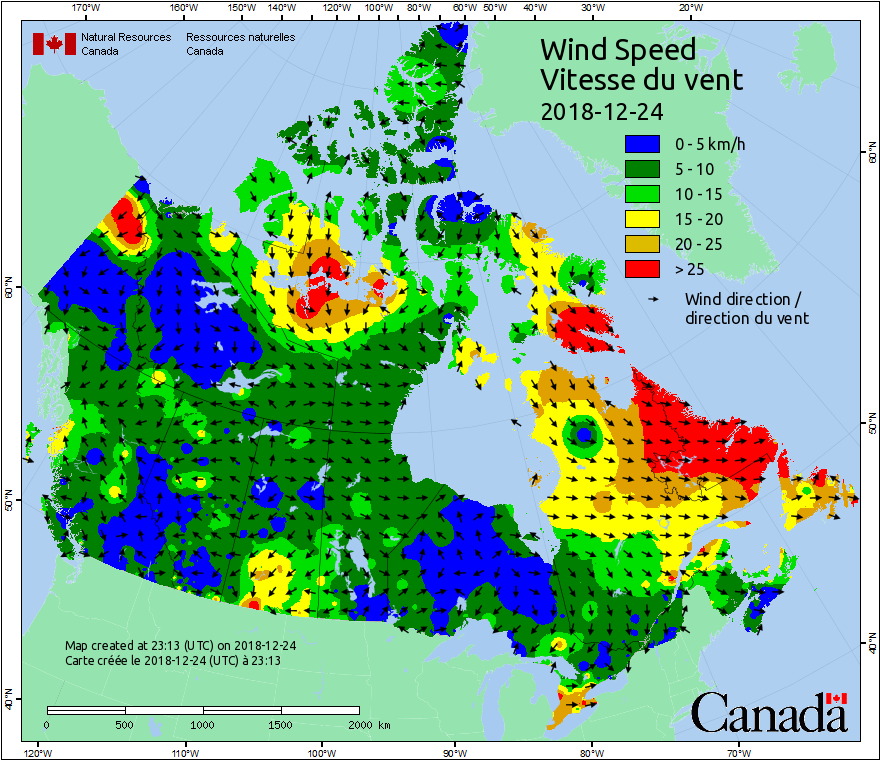 170°W 160°W 150°W 140°W 120°W 100°W 80°W 60°W 50°W 40°W 30°W 20°W
Natural Resources Ressources naturelles
Canada Canada
Wind Speed
Vitesse du vent
2018-12-24
0 - 5 km/h
5 - 10
10 - 15
15 - 20
20 - 25
> 25
Wind direction /
direction du vent
60°N
60°N
50°N
50°N
40°N
40°N
Map created at 23:13 (UTC) on 2018-12-24
Carte créée le 2018-12-24 (UTC) à 23:13
0 500 1000 1500 2000 km
Canada
120°W 110°W 100°W 90°W 80°W 70°W